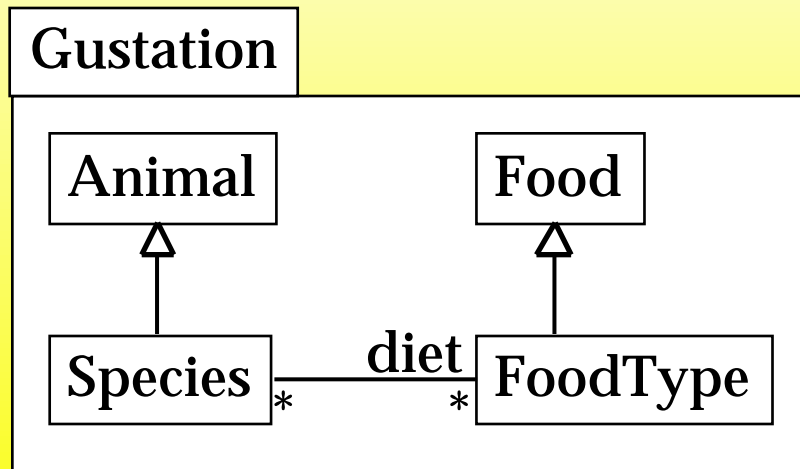 Gustation
Animal
Food
diet
Species
FoodType
* *